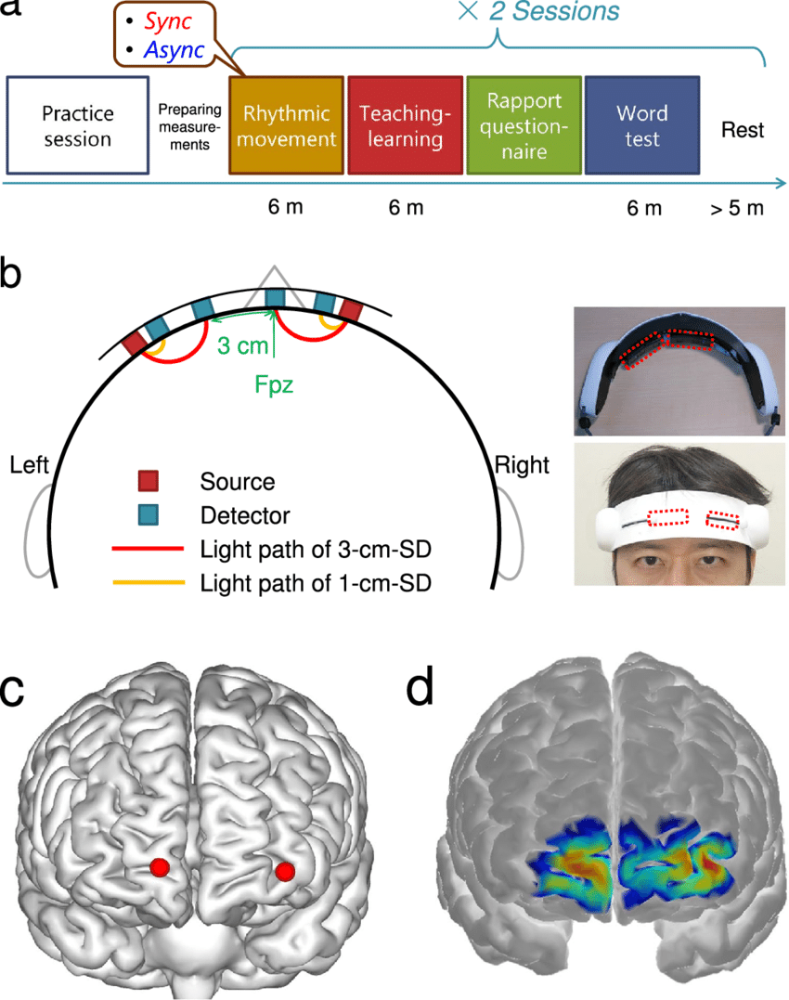 a
× 2 Sessions
• Sync
• Async
Practice
session
Preparing
measure-
ments
Rhythmic
movement
Teaching-
learning
Rapport
question-
naire
Word
test
Rest
6 m
6 m
6 m
> 5 m
b
3 cm
Fpz
Left
Right
Source
Detector
Light path of 3-cm-SD
Light path of 1-cm-SD
c
d